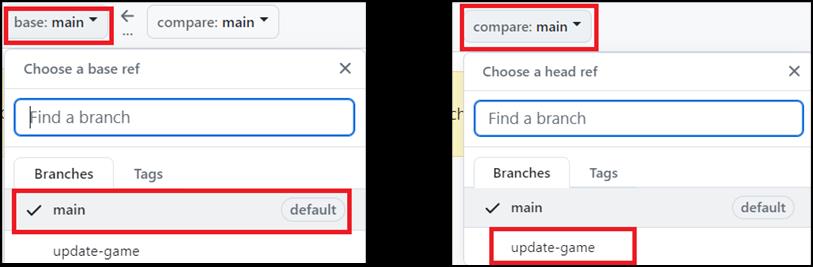 base: main
...
compare: main
Choose a base ref
Find a branch
Branches
Tags
main
default
update-game
compare: main
Choose a head ref
Find a branch
Branches
Tags
main
default
update-game